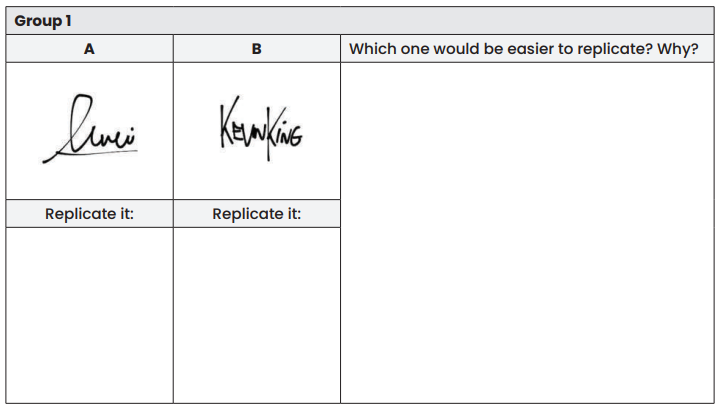 Group 1
A
B
Which one would be easier to replicate? Why?
KEVINKING
Replicate it:
Replicate it: